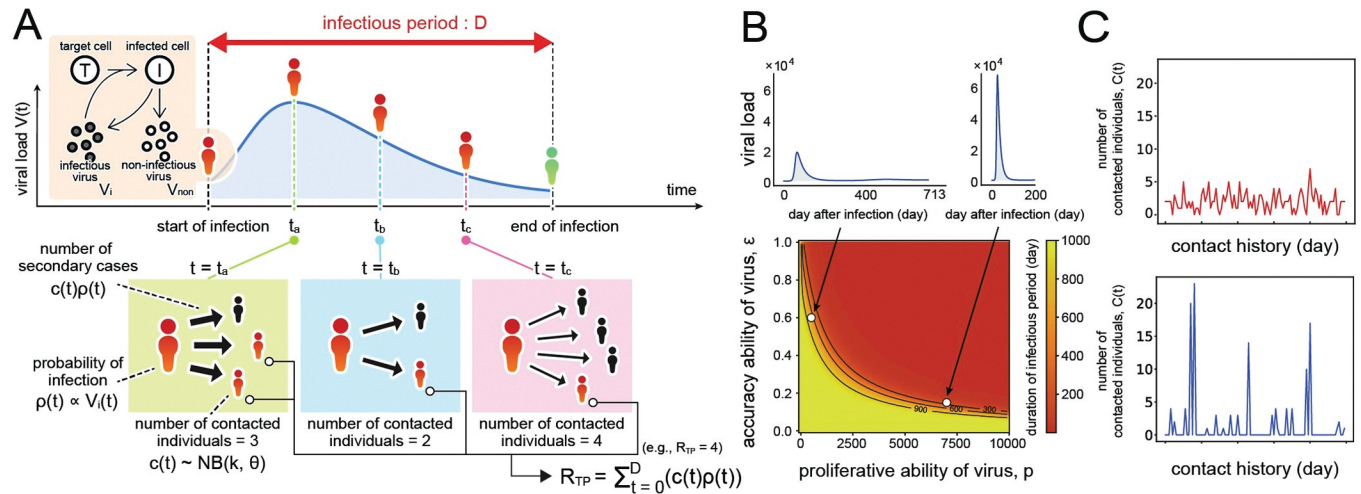 A
infectious period : D
target cell
infected cell
T
I
infectious
virus
Vi
non-infectious
virus
Vnon
viral load V(t)
time
start of infection
ta
tb
tc
end of infection
number of
secondary cases
c(t)ρ(t)
t = ta
t = tb
t = tc
probability of
infection
ρ(t) ∝ Vi(t)
number of contacted
individuals = 3
c(t) ~ NB(k, θ)
number of contacted
individuals = 2
number of contacted
individuals = 4
(e.g., RTP = 4)
RTP = ∑D t = 0(c(t)ρ(t))
B
×10⁴
8
6
4
2
0
viral load
0
400
713
day after infection (day)
×10⁴
8
6
4
2
0
0
200
day after infection (day)
1.0
0.8
0.6
0.4
0.2
0.0
accuracy ability of virus, ε
900
600
300
0
2500
5000
7500
10000
proliferative ability of virus, p
1000
800
600
400
200
duration of infectious period (day)
C
20
15
10
5
0
number of
contacted individuals, C(t)
contact history (day)
20
15
10
5
0
number of
contacted individuals, C(t)
contact history (day)